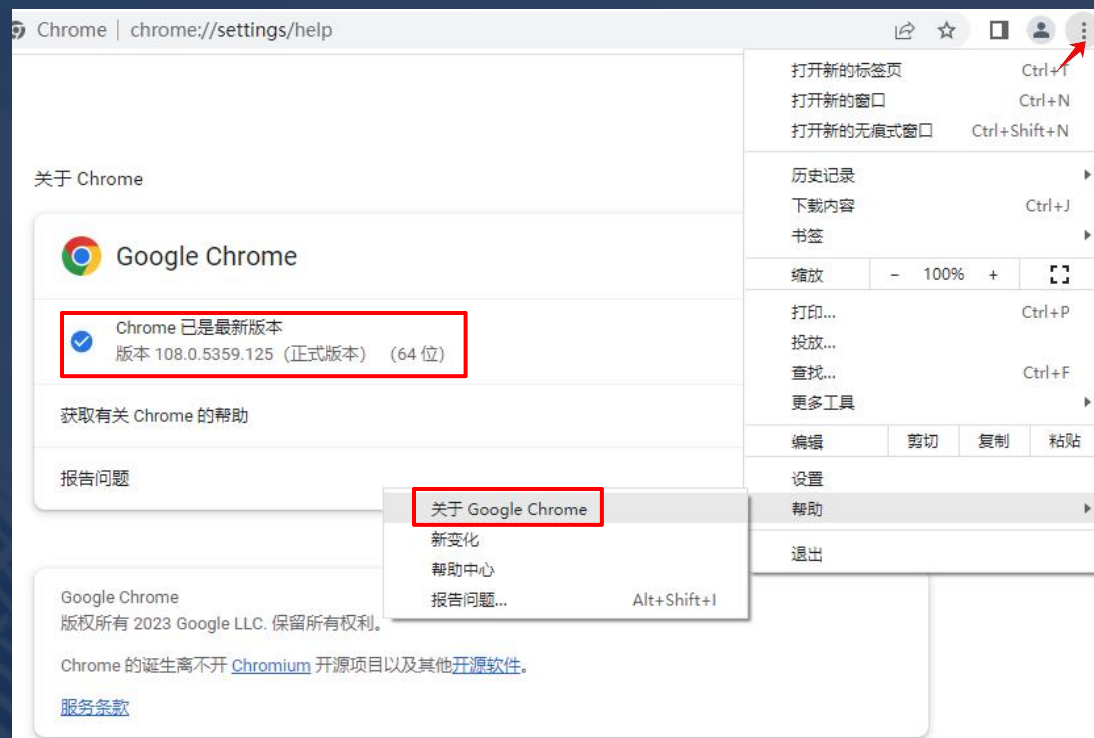 Chrome | chrome://settings/help
打开新的标签页 Ctrl+T
打开新的窗口 Ctrl+N
打开新的无痕式窗口 Ctrl+Shift+N
历史记录
下载内容 Ctrl+J
书签
缩放 - 100% +
打印... Ctrl+P
投放...
查找... Ctrl+F
更多工具
编辑 剪切 复制 粘贴
设置
帮助
退出
关于 Chrome
Google Chrome
Chrome 已是最新版本
版本 108.0.5359.125（正式版本） （64 位）
获取有关 Chrome 的帮助
报告问题
关于 Google Chrome
新变化
帮助中心
报告问题... Alt+Shift+I
Google Chrome
版权所有 2023 Google LLC. 保留所有权利。
Chrome 的诞生离不开 Chromium 开源项目以及其他开源软件。
服务条款